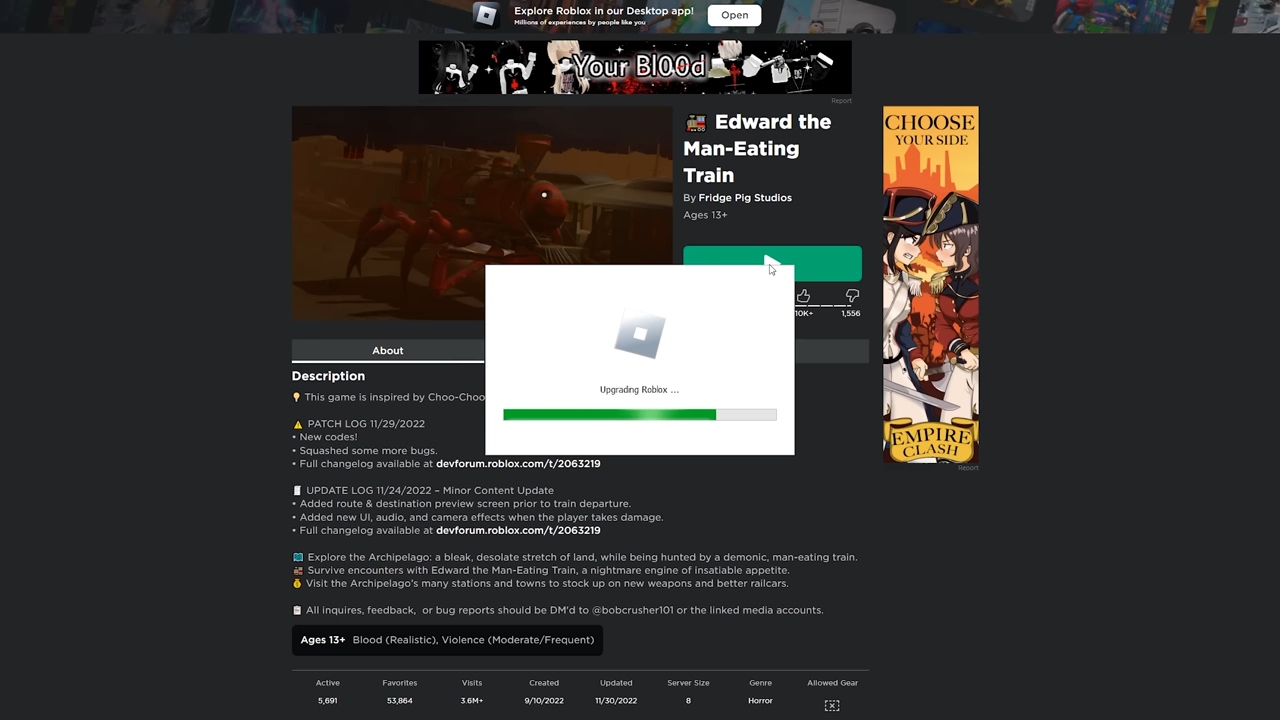 Explore Roblox in our Desktop app!
Millions of experiences by people like you
Open
Your Bl00d
Report
Edward the
Man-Eating
Train
By Fridge Pig Studios
Ages 13+
10K+
1,556
CHOOSE
YOUR SIDE
EMPIRE
CLASH
Report
Upgrading Roblox ...
About
Description
This game is inspired by Choo-Choo
PATCH LOG 11/29/2022
• New codes!
• Squashed some more bugs.
• Full changelog available at devforum.roblox.com/t/2063219
UPDATE LOG 11/24/2022 – Minor Content Update
• Added route & destination preview screen prior to train departure.
• Added new UI, audio, and camera effects when the player takes damage.
• Full changelog available at devforum.roblox.com/t/2063219
Explore the Archipelago: a bleak, desolate stretch of land, while being hunted by a demonic, man-eating train.
Survive encounters with Edward the Man-Eating Train, a nightmare engine of insatiable appetite.
Visit the Archipelago's many stations and towns to stock up on new weapons and better railcars.
All inquires, feedback, or bug reports should be DM'd to @bobcrusher101 or the linked media accounts.
Ages 13+ Blood (Realistic), Violence (Moderate/Frequent)
Active Favorites Visits Created Updated Server Size Genre Allowed Gear
5,691 53,864 3.6M+ 9/10/2022 11/30/2022 8 Horror